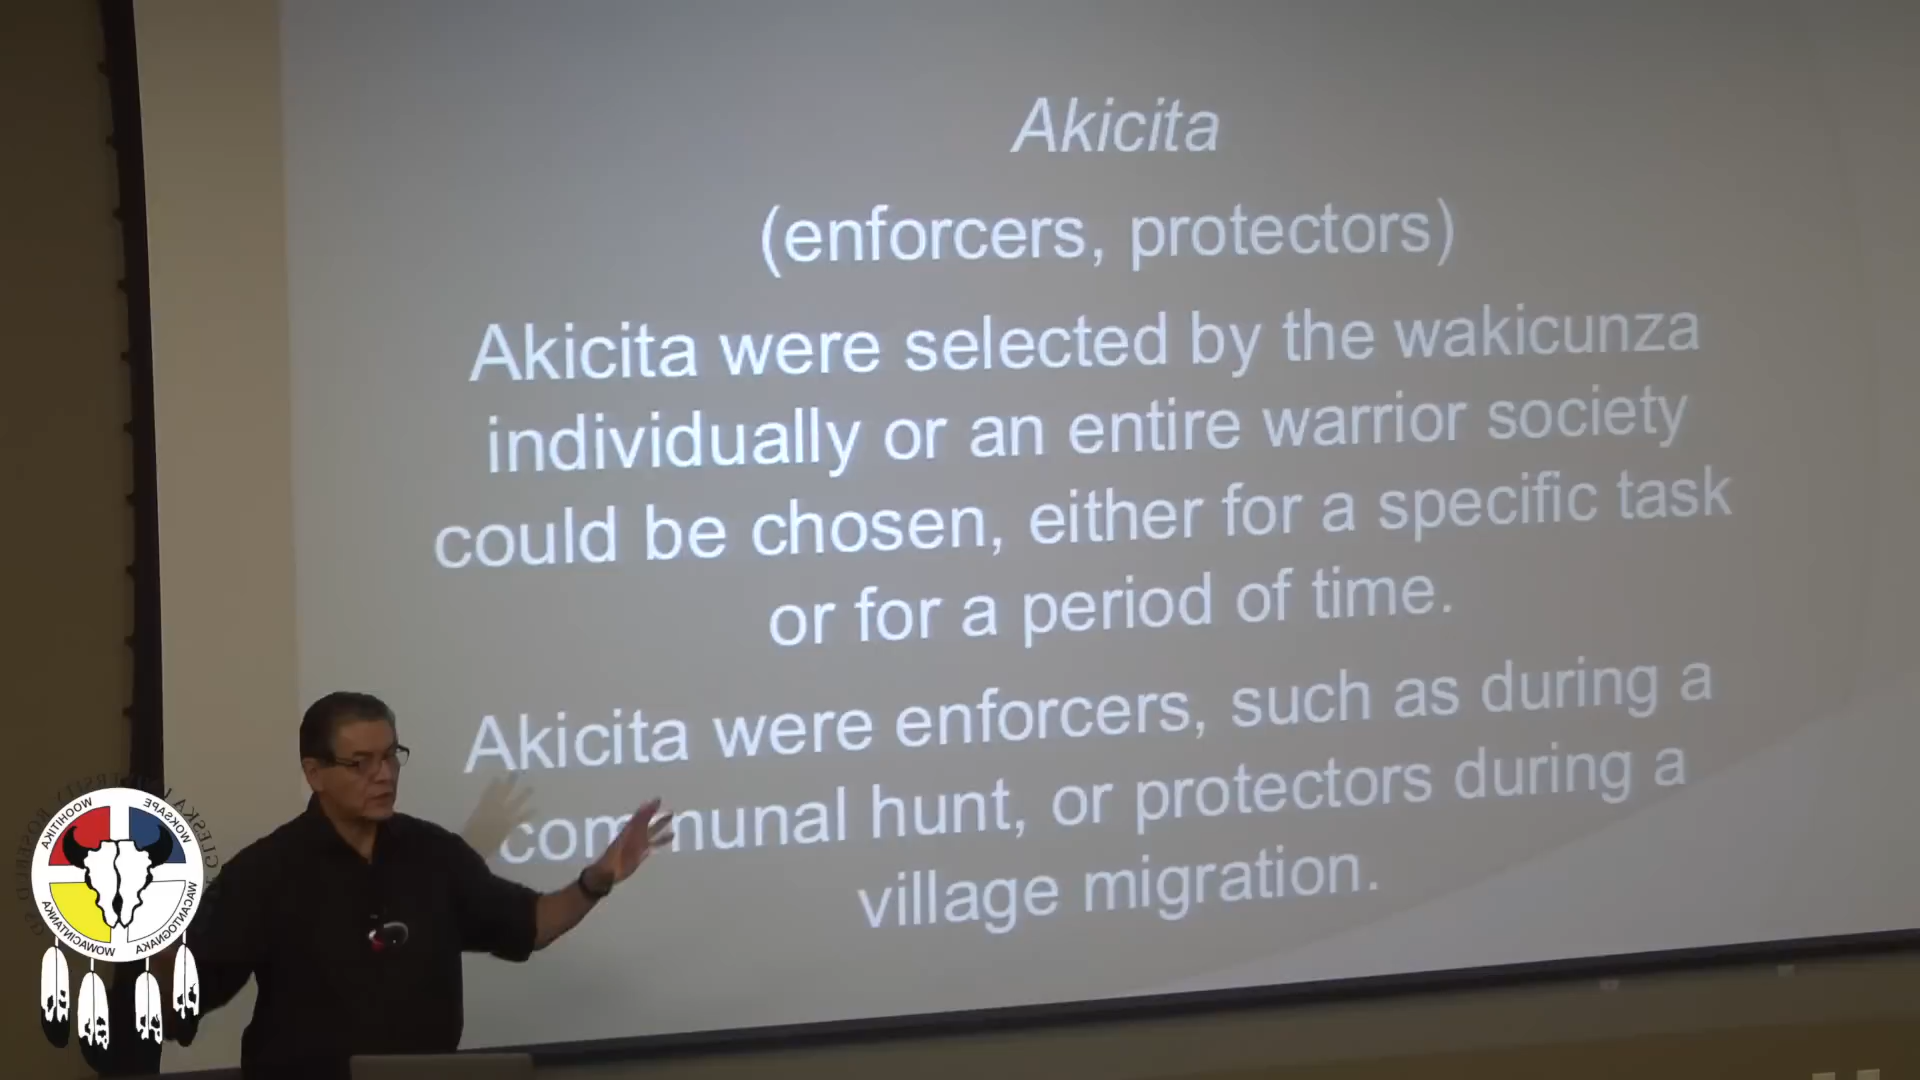 Akicita
(enforcers, protectors)
Akicita were selected by the wakicunza
individually or an entire warrior society
could be chosen, either for a specific task
or for a period of time.
Akicita were enforcers, such as during a
communal hunt, or protectors during a
village migration.
WOOHITIKA
WOKSAPE
WOWACINTANKA
WACANTOGNAKA